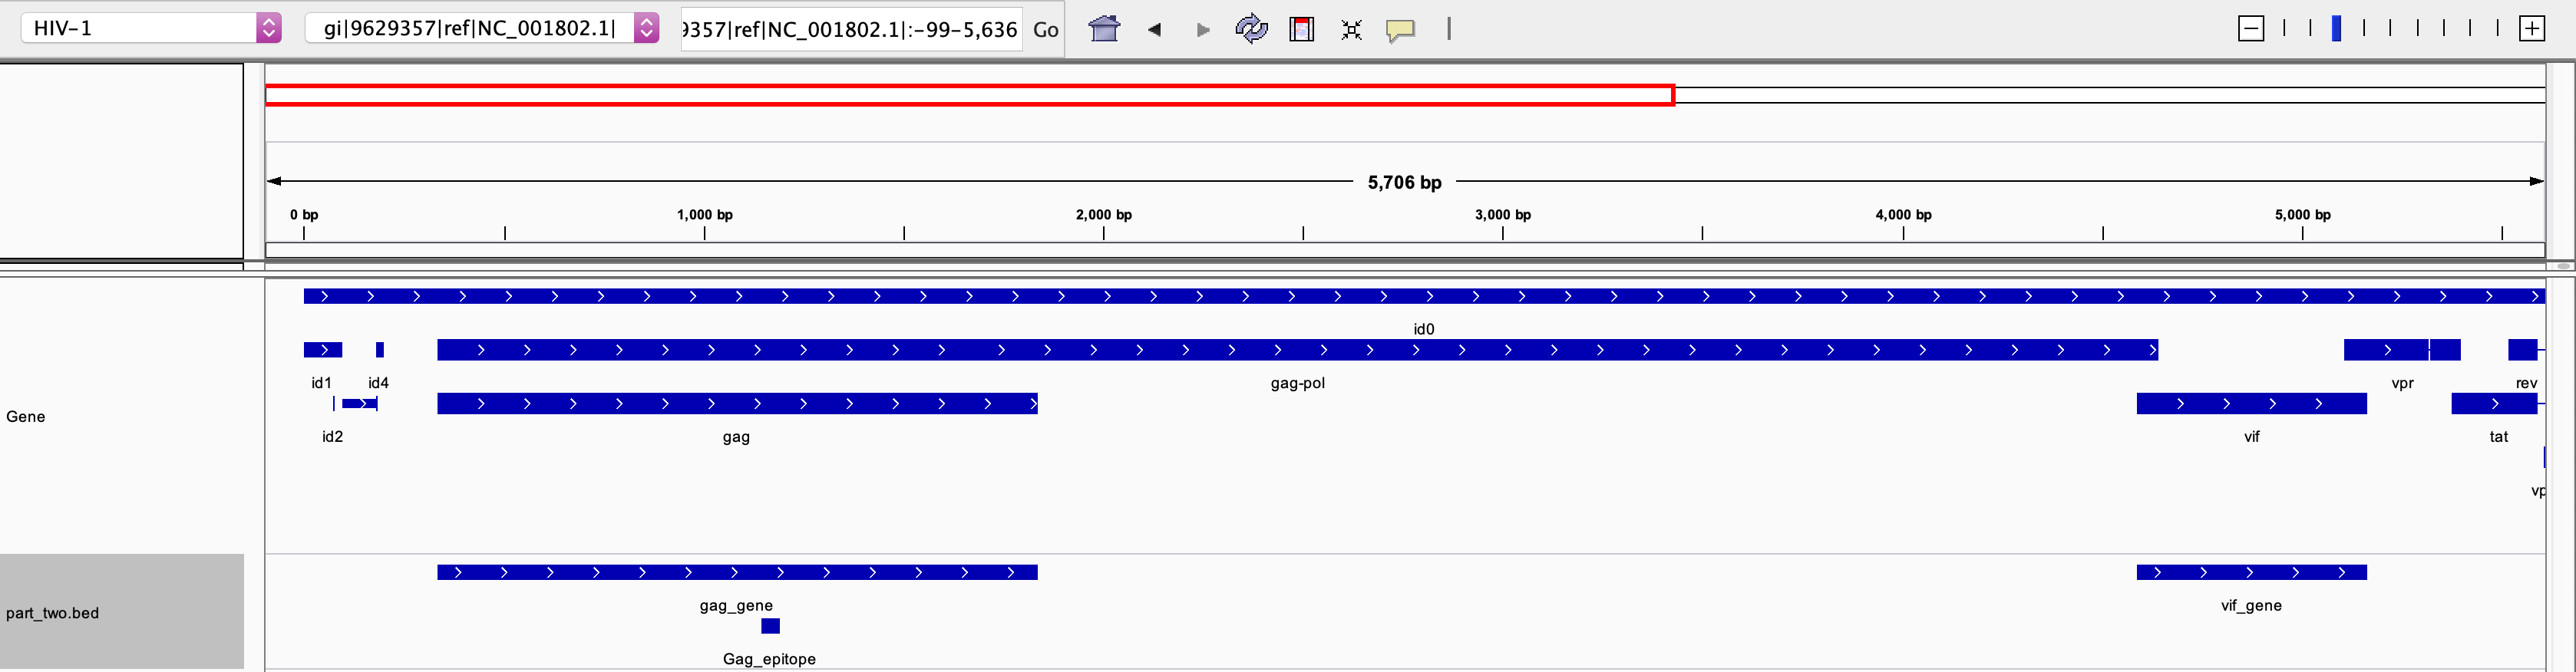 HIV-1 gi|9629357|ref|NC_001802.1| 9357|ref|NC_001802.1|:-99-5,636 Go
5,706 bp
0 bp 1,000 bp 2,000 bp 3,000 bp 4,000 bp 5,000 bp
id0
id1 id4 gag-pol vpr rev
Gene
id2 gag vif tat
vp
gag_gene vif_gene
part_two.bed
Gag_epitope